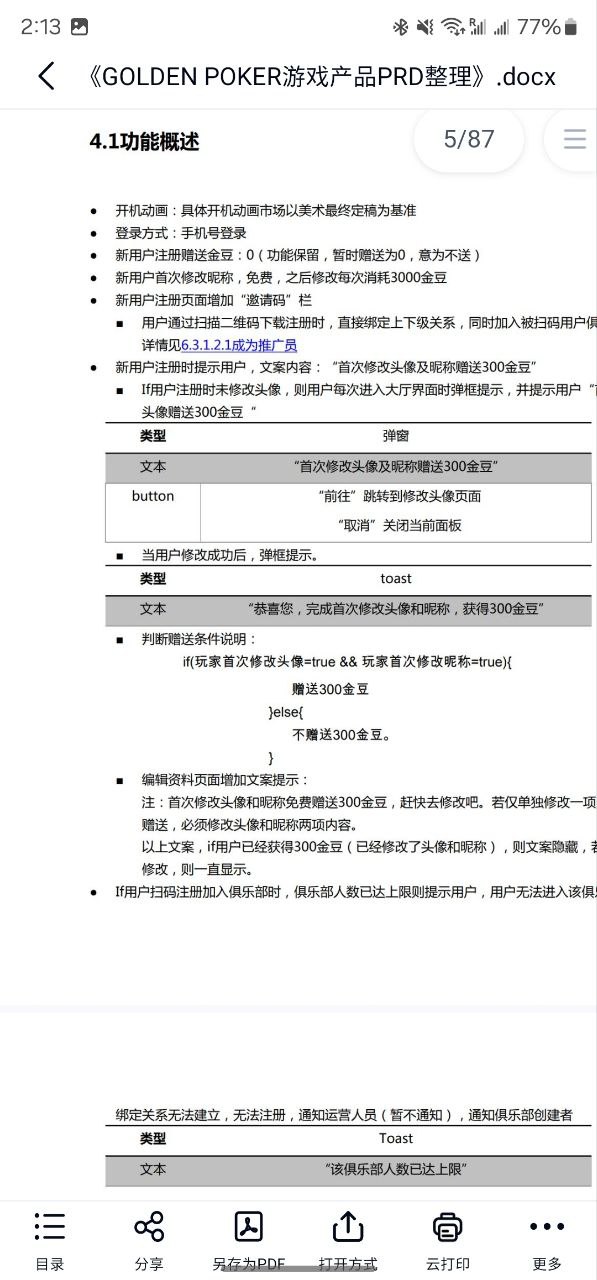 2:13
R
77%
《GOLDEN POKER游戏产品PRD整理》.docx
4.1功能概述
5/87
● 开机动画：具体开机动画市场以美术最终定稿为基准
● 登录方式：手机号登录
● 新用户注册赠送金豆：0（功能保留，暂时赠送为0，意为不送）
● 新用户首次修改昵称，免费，之后修改每次消耗3000金豆
● 新用户注册页面增加“邀请码”栏
■ 用户通过扫描二维码下载注册时，直接绑定上下级关系，同时加入被扫码用户俱
详情见6.3.1.2.1成为推广员
● 新用户注册时提示用户，文案内容：“首次修改头像及昵称赠送300金豆”
■ If用户注册时未修改头像，则用户每次进入大厅界面时弹框提示，并提示用户“首
头像赠送300金豆 “
类型 弹窗
文本 “首次修改头像及昵称赠送300金豆”
button “前往”跳转到修改头像页面
“取消”关闭当前面板
■ 当用户修改成功后，弹框提示。
类型 toast
文本 “恭喜您，完成首次修改头像和昵称，获得300金豆”
■ 判断赠送条件说明：
if(玩家首次修改头像=true && 玩家首次修改昵称=true){
赠送300金豆
}else{
不赠送300金豆。
}
■ 编辑资料页面增加文案提示：
注：首次修改头像和昵称免费赠送300金豆，赶快去修改吧。若仅单独修改一项
赠送，必须修改头像和昵称两项内容。
以上文案，if用户已经获得300金豆（已经修改了头像和昵称），则文案隐藏，若
修改，则一直显示。
● If用户扫码注册加入俱乐部时，俱乐部人数已达上限则提示用户，用户无法进入该俱
绑定关系无法建立，无法注册，通知运营人员（暂不通知），通知俱乐部创建者
类型 Toast
文本 “该俱乐部人数已达上限”
目录 分享 另存为PDF 打开方式 云打印 更多